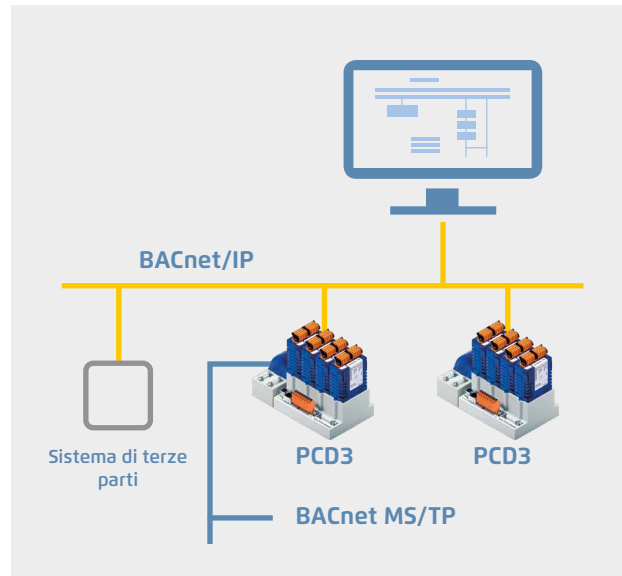 BACnet/IP
Sistema di terze
parti
PCD3
PCD3
BACnet MS/TP